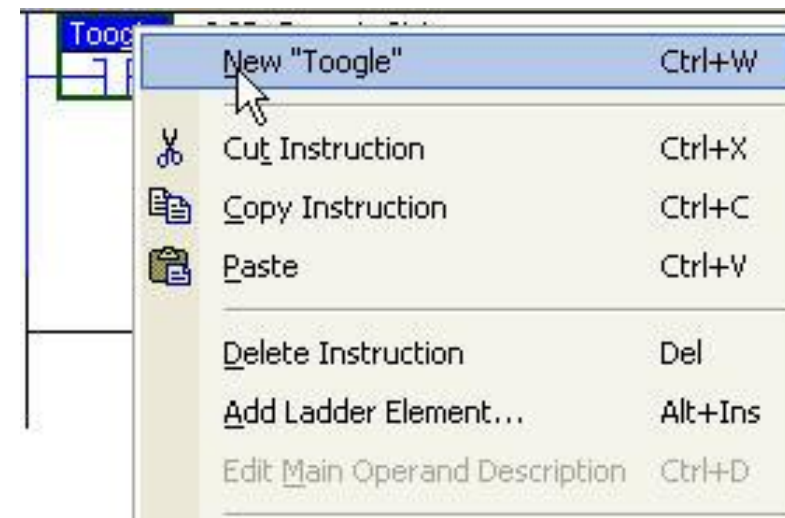 New "Toogle" Ctrl+W
Cut Instruction Ctrl+X
Copy Instruction Ctrl+C
Paste Ctrl+V
Delete Instruction Del
Add Ladder Element... Alt+Ins
Edit Main Operand Description Ctrl+D